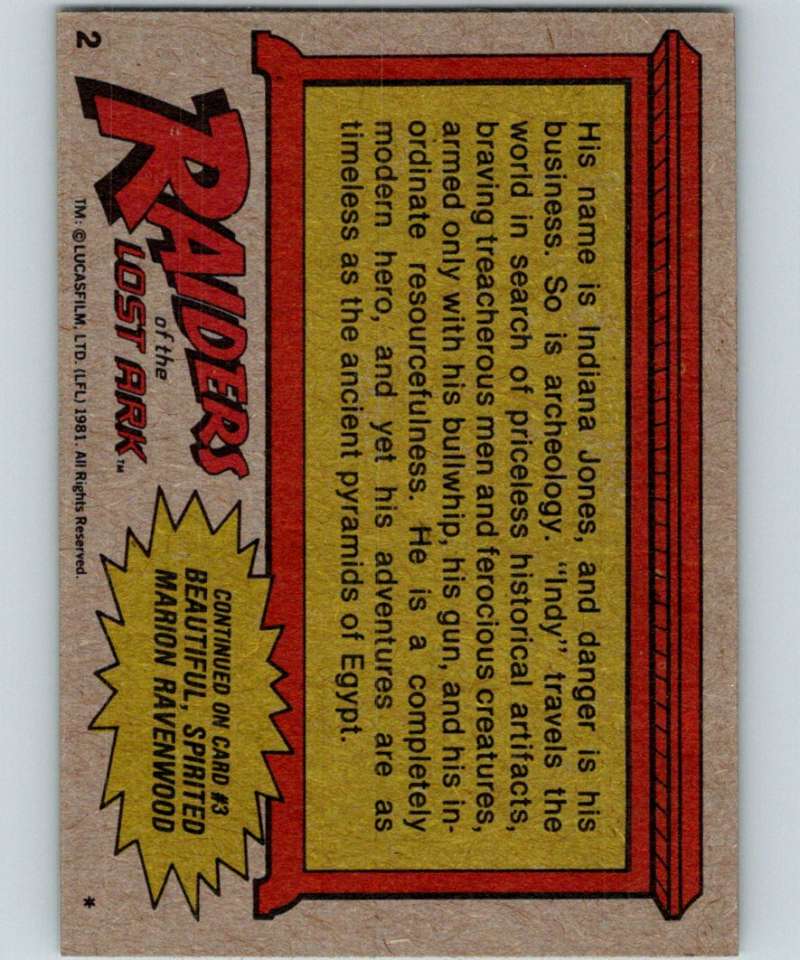 His name is Indiana Jones, and danger is his
business. So is archeology. "Indy" travels the
world in search of priceless historical artifacts,
braving treacherous men and ferocious creatures,
armed only with his bullwhip, his gun, and his in-
ordinate resourcefulness. He is a completely
modern hero, and yet his adventures are as
timeless as the ancient pyramids of Egypt.
2
RAIDERS
of the
LOST ARK™
TM: ©LUCASFILM, LTD. (LFL) 1981. All Rights Reserved.
CONTINUED ON CARD #3
BEAUTIFUL, SPIRITED
MARION RAVENWOOD
*